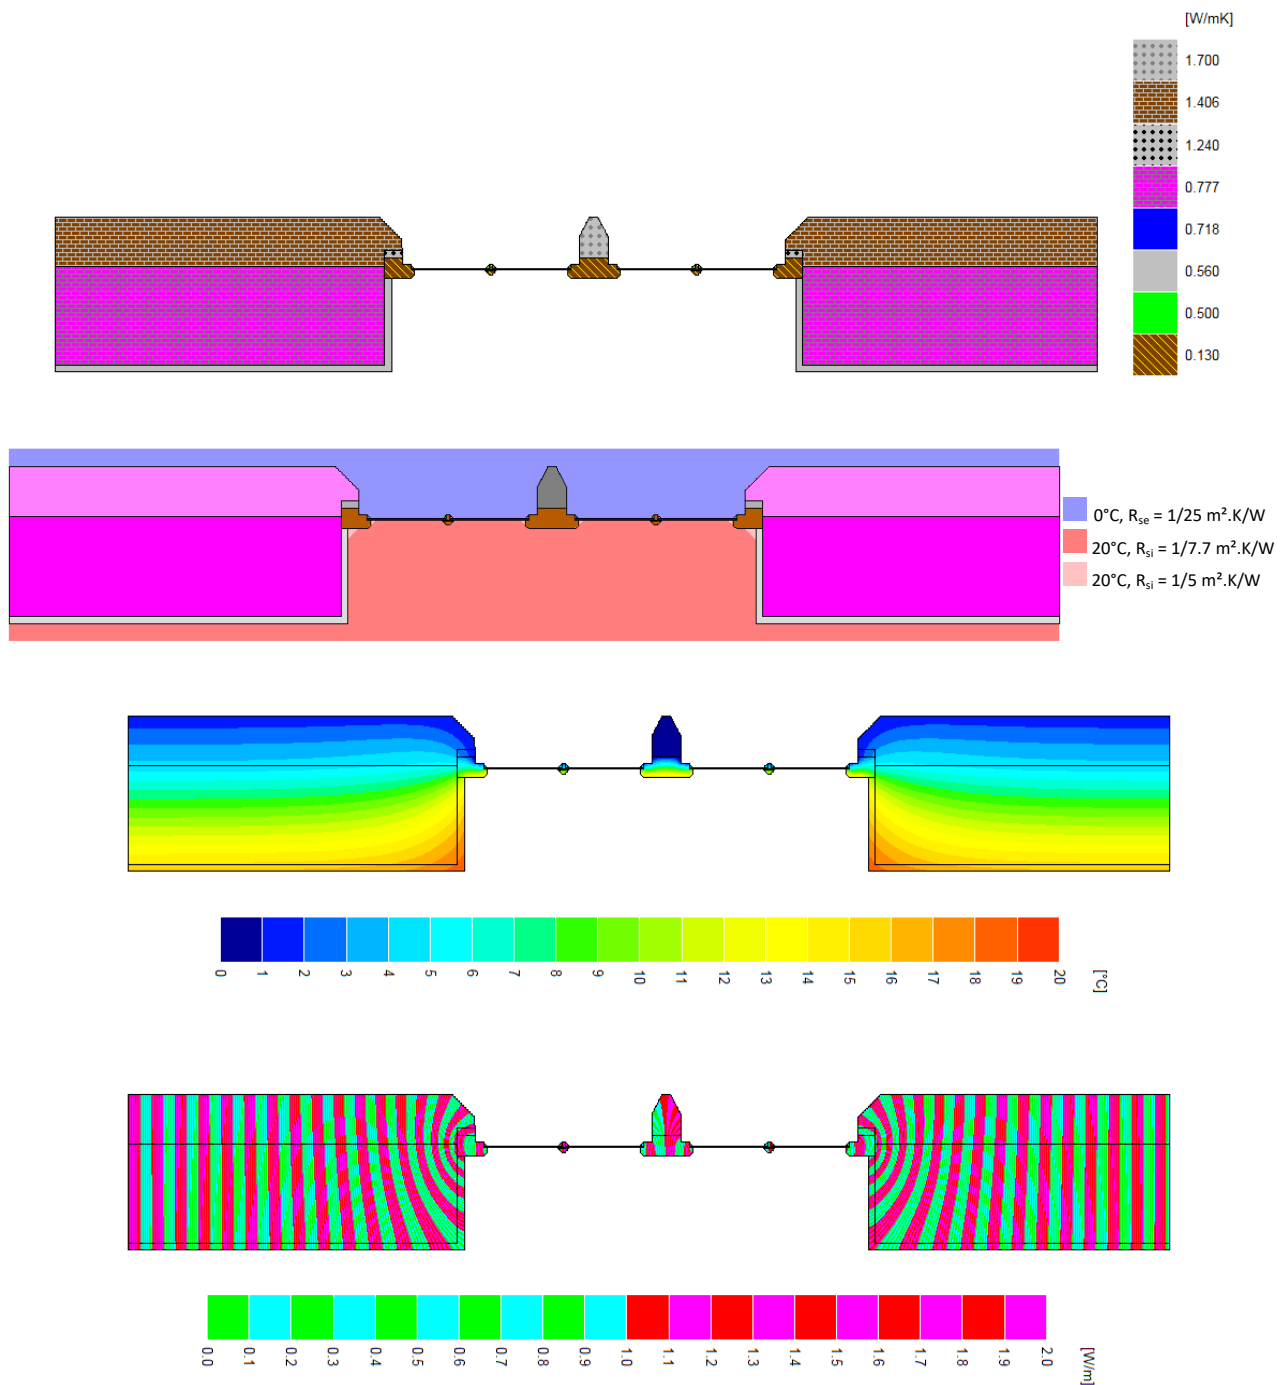 [W/mK]
1.700
1.406
1.240
0.777
0.718
0.560
0.500
0.130
0°C, Rse = 1/25 m².K/W
20°C, Rsi = 1/7.7 m².K/W
20°C, Rsi = 1/5 m².K/W
0 1 2 3 4 5 6 7 8 9 10 11 12 13 14 15 16 17 18 19 20 [°C]
0.0 0.1 0.2 0.3 0.4 0.5 0.6 0.7 0.8 0.9 1.0 1.1 1.2 1.3 1.4 1.5 1.6 1.7 1.8 1.9 2.0 [W/m]